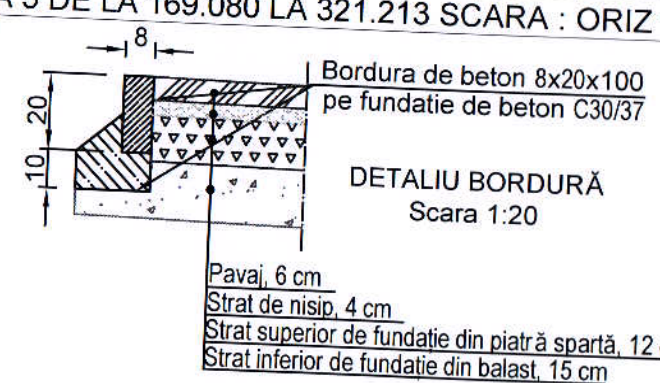 3 DE LA 169.080 LA 321.213 SCARA : ORIZ
8
Bordura de beton 8x20x100
pe fundatie de beton C30/37
20
10
DETALIU BORDURĂ
Scara 1:20
Pavaj, 6 cm
Strat de nisip, 4 cm
Strat superior de fundație din piatră spartă, 12
Strat inferior de fundație din balast, 15 cm